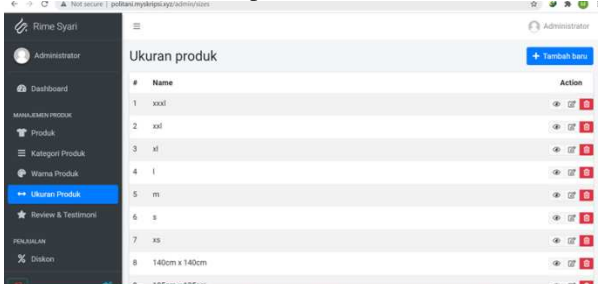 Not secure | politani.myskripsi.xyz/admin/sizes
Rime Syari
Administrator
Administrator
Ukuran produk
+ Tambah baru
Dashboard
MANAJEMEN PRODUK
Produk
Kategori Produk
Warna Produk
Ukuran Produk
Review & Testimoni
PENJUALAN
Diskon
# Name Action
1 xxxl
2 xxl
3 xl
4 l
5 m
6 s
7 xs
8 140cm x 140cm